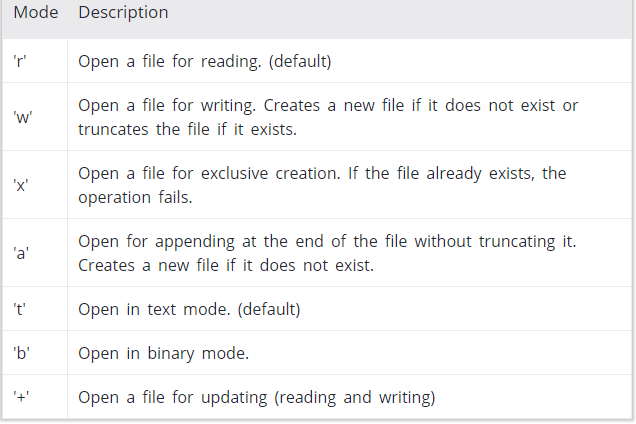 Mode Description
'r' Open a file for reading. (default)
'w' Open a file for writing. Creates a new file if it does not exist or
truncates the file if it exists.
'x' Open a file for exclusive creation. If the file already exists, the
operation fails.
'a' Open for appending at the end of the file without truncating it.
Creates a new file if it does not exist.
't' Open in text mode. (default)
'b' Open in binary mode.
'+' Open a file for updating (reading and writing)